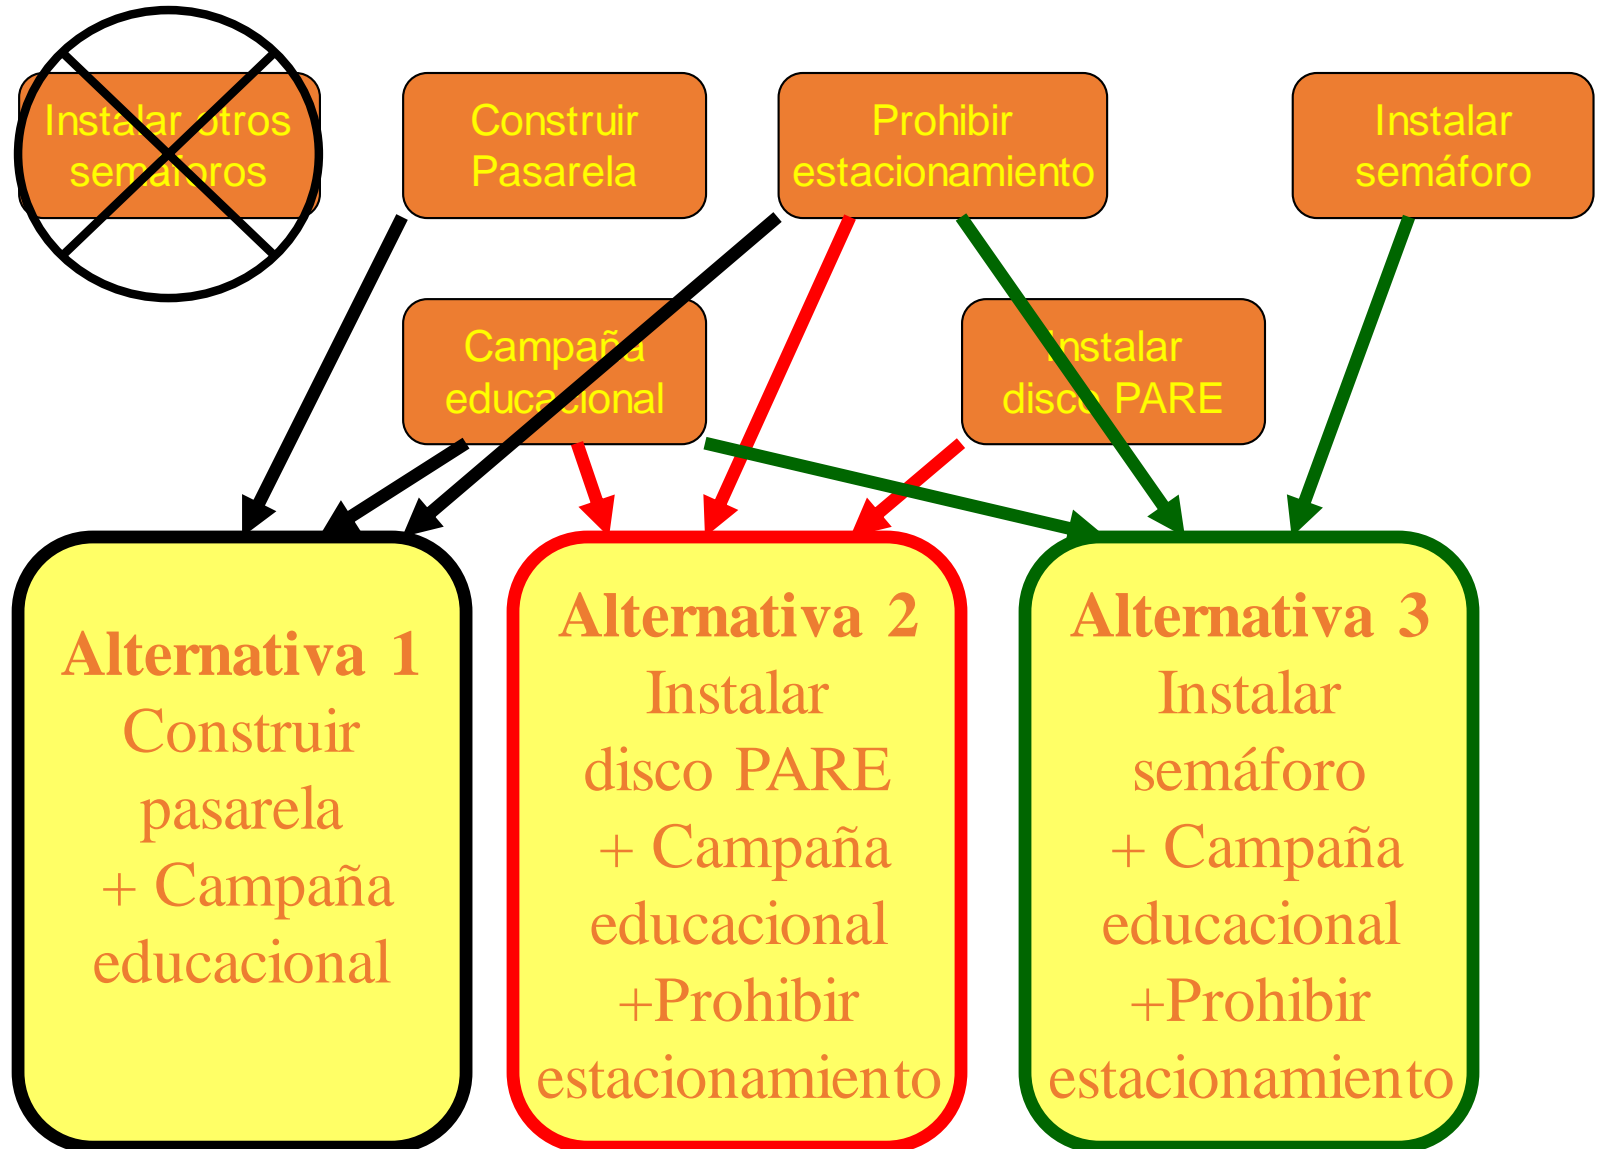 Instalar otros
semáforos
Construir
Pasarela
Prohibir
estacionamiento
Instalar
semáforo
Campaña
educacional
Instalar
disco PARE
Alternativa 1
Construir
pasarela
+ Campaña
educacional
Alternativa 2
Instalar
disco PARE
+ Campaña
educacional
+Prohibir
estacionamiento
Alternativa 3
Instalar
semáforo
+ Campaña
educacional
+Prohibir
estacionamiento